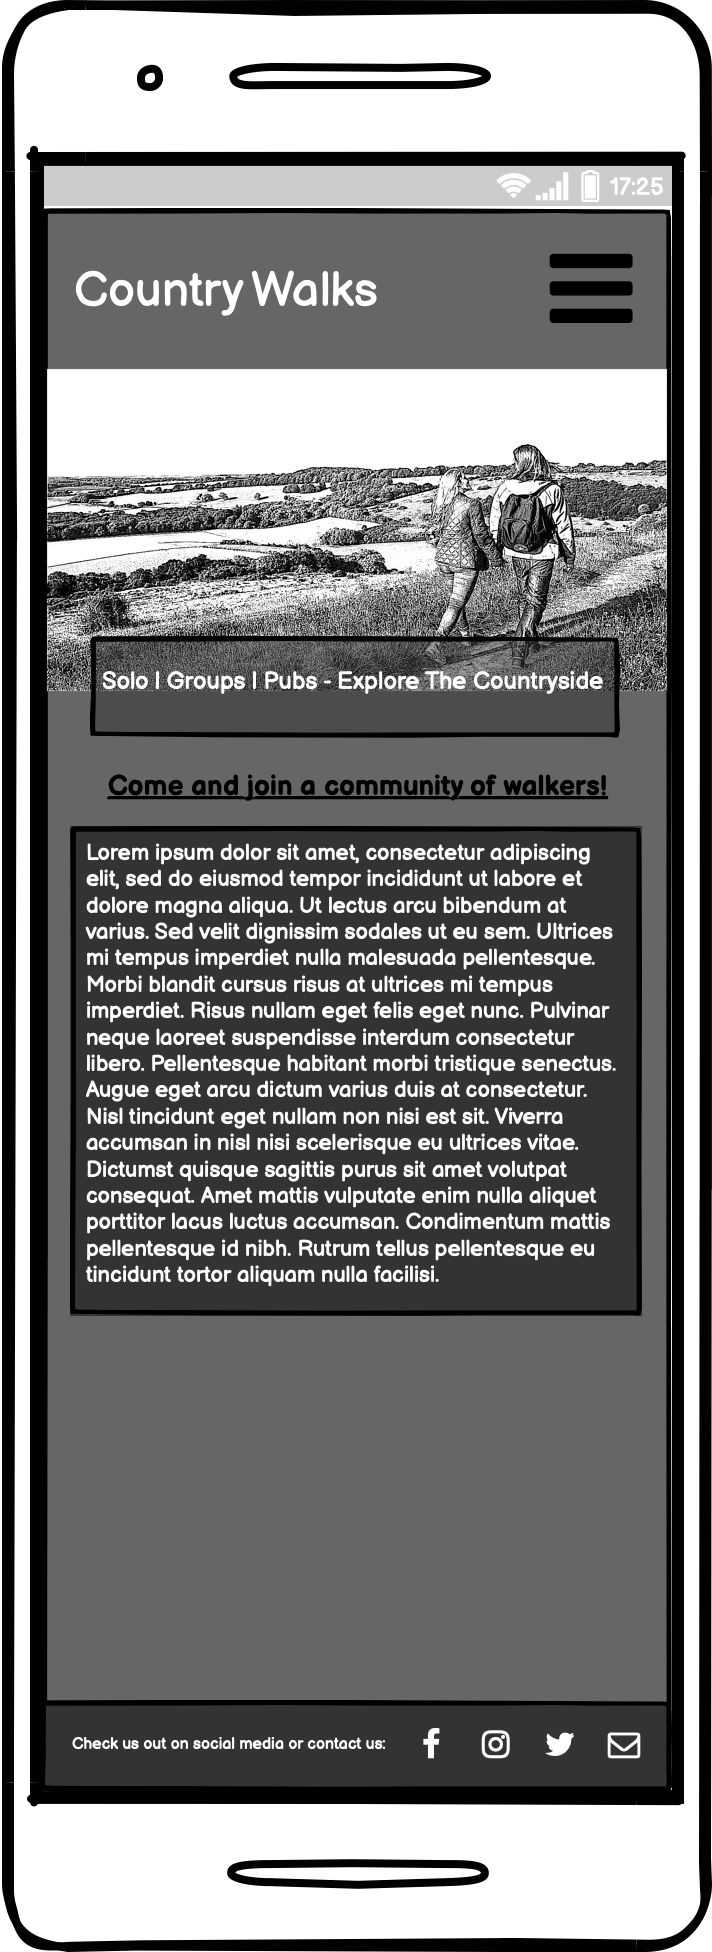 17:25
Country Walks
Solo | Groups | Pubs - Explore The Countryside
Come and join a community of walkers!
Lorem ipsum dolor sit amet, consectetur adipiscing
elit, sed do eiusmod tempor incididunt ut labore et
dolore magna aliqua. Ut lectus arcu bibendum at
varius. Sed velit dignissim sodales ut eu sem. Ultrices
mi tempus imperdiet nulla malesuada pellentesque.
Morbi blandit cursus risus at ultrices mi tempus
imperdiet. Risus nullam eget felis eget nunc. Pulvinar
neque laoreet suspendisse interdum consectetur
libero. Pellentesque habitant morbi tristique senectus.
Augue eget arcu dictum varius duis at consectetur.
Nisl tincidunt eget nullam non nisi est sit. Viverra
accumsan in nisl nisi scelerisque eu ultrices vitae.
Dictumst quisque sagittis purus sit amet volutpat
consequat. Amet mattis vulputate enim nulla aliquet
porttitor lacus luctus accumsan. Condimentum mattis
pellentesque id nibh. Rutrum tellus pellentesque eu
tincidunt tortor aliquam nulla facilisi.
Check us out on social media or contact us: